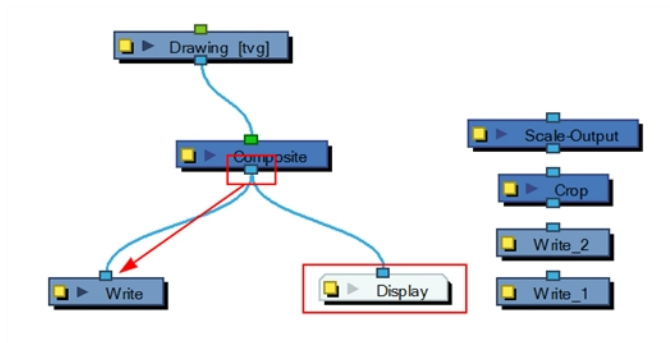 Drawing [tvg]
Composite
Scale-Output
Crop
Write_2
Write
Display
Write_1